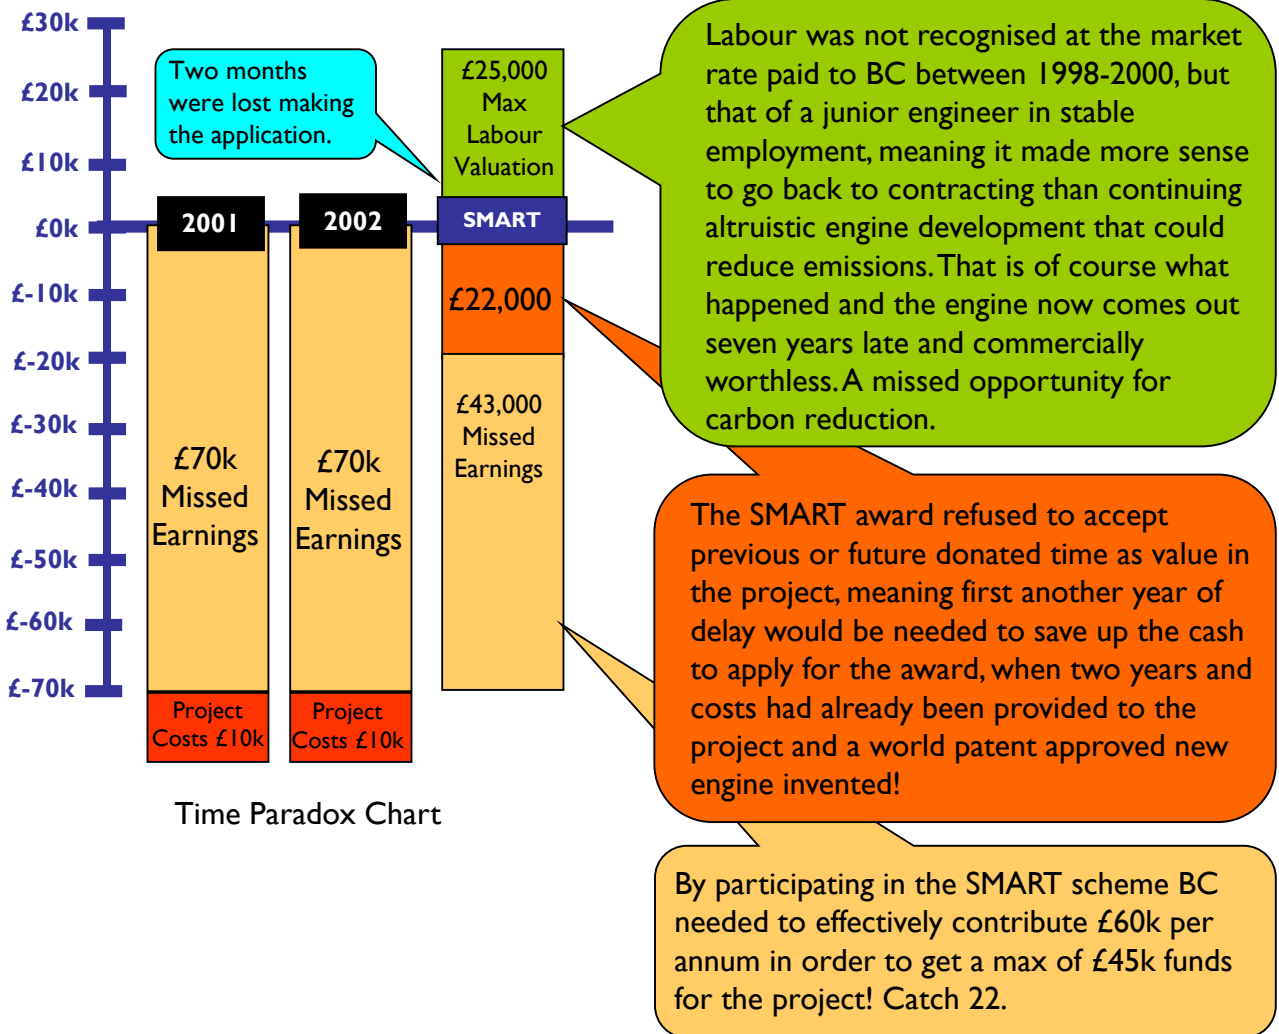 £30k
£20k
£10k
£0k
£-10k
£-20k
£-30k
£-40k
£-50k
£-60k
£-70k
Two months
were lost making
the application.
2001
£70k
Missed
Earnings
Project
Costs £10k
2002
£70k
Missed
Earnings
Project
Costs £10k
£25,000
Max
Labour
Valuation
SMART
£22,000
£43,000
Missed
Earnings
Time Paradox Chart
Labour was not recognised at the market
rate paid to BC between 1998-2000, but
that of a junior engineer in stable
employment, meaning it made more sense
to go back to contracting than continuing
altruistic engine development that could
reduce emissions. That is of course what
happened and the engine now comes out
seven years late and commercially
worthless. A missed opportunity for
carbon reduction.
The SMART award refused to accept
previous or future donated time as value in
the project, meaning first another year of
delay would be needed to save up the cash
to apply for the award, when two years and
costs had already been provided to the
project and a world patent approved new
engine invented!
By participating in the SMART scheme BC
needed to effectively contribute £60k per
annum in order to get a max of £45k funds
for the project! Catch 22.